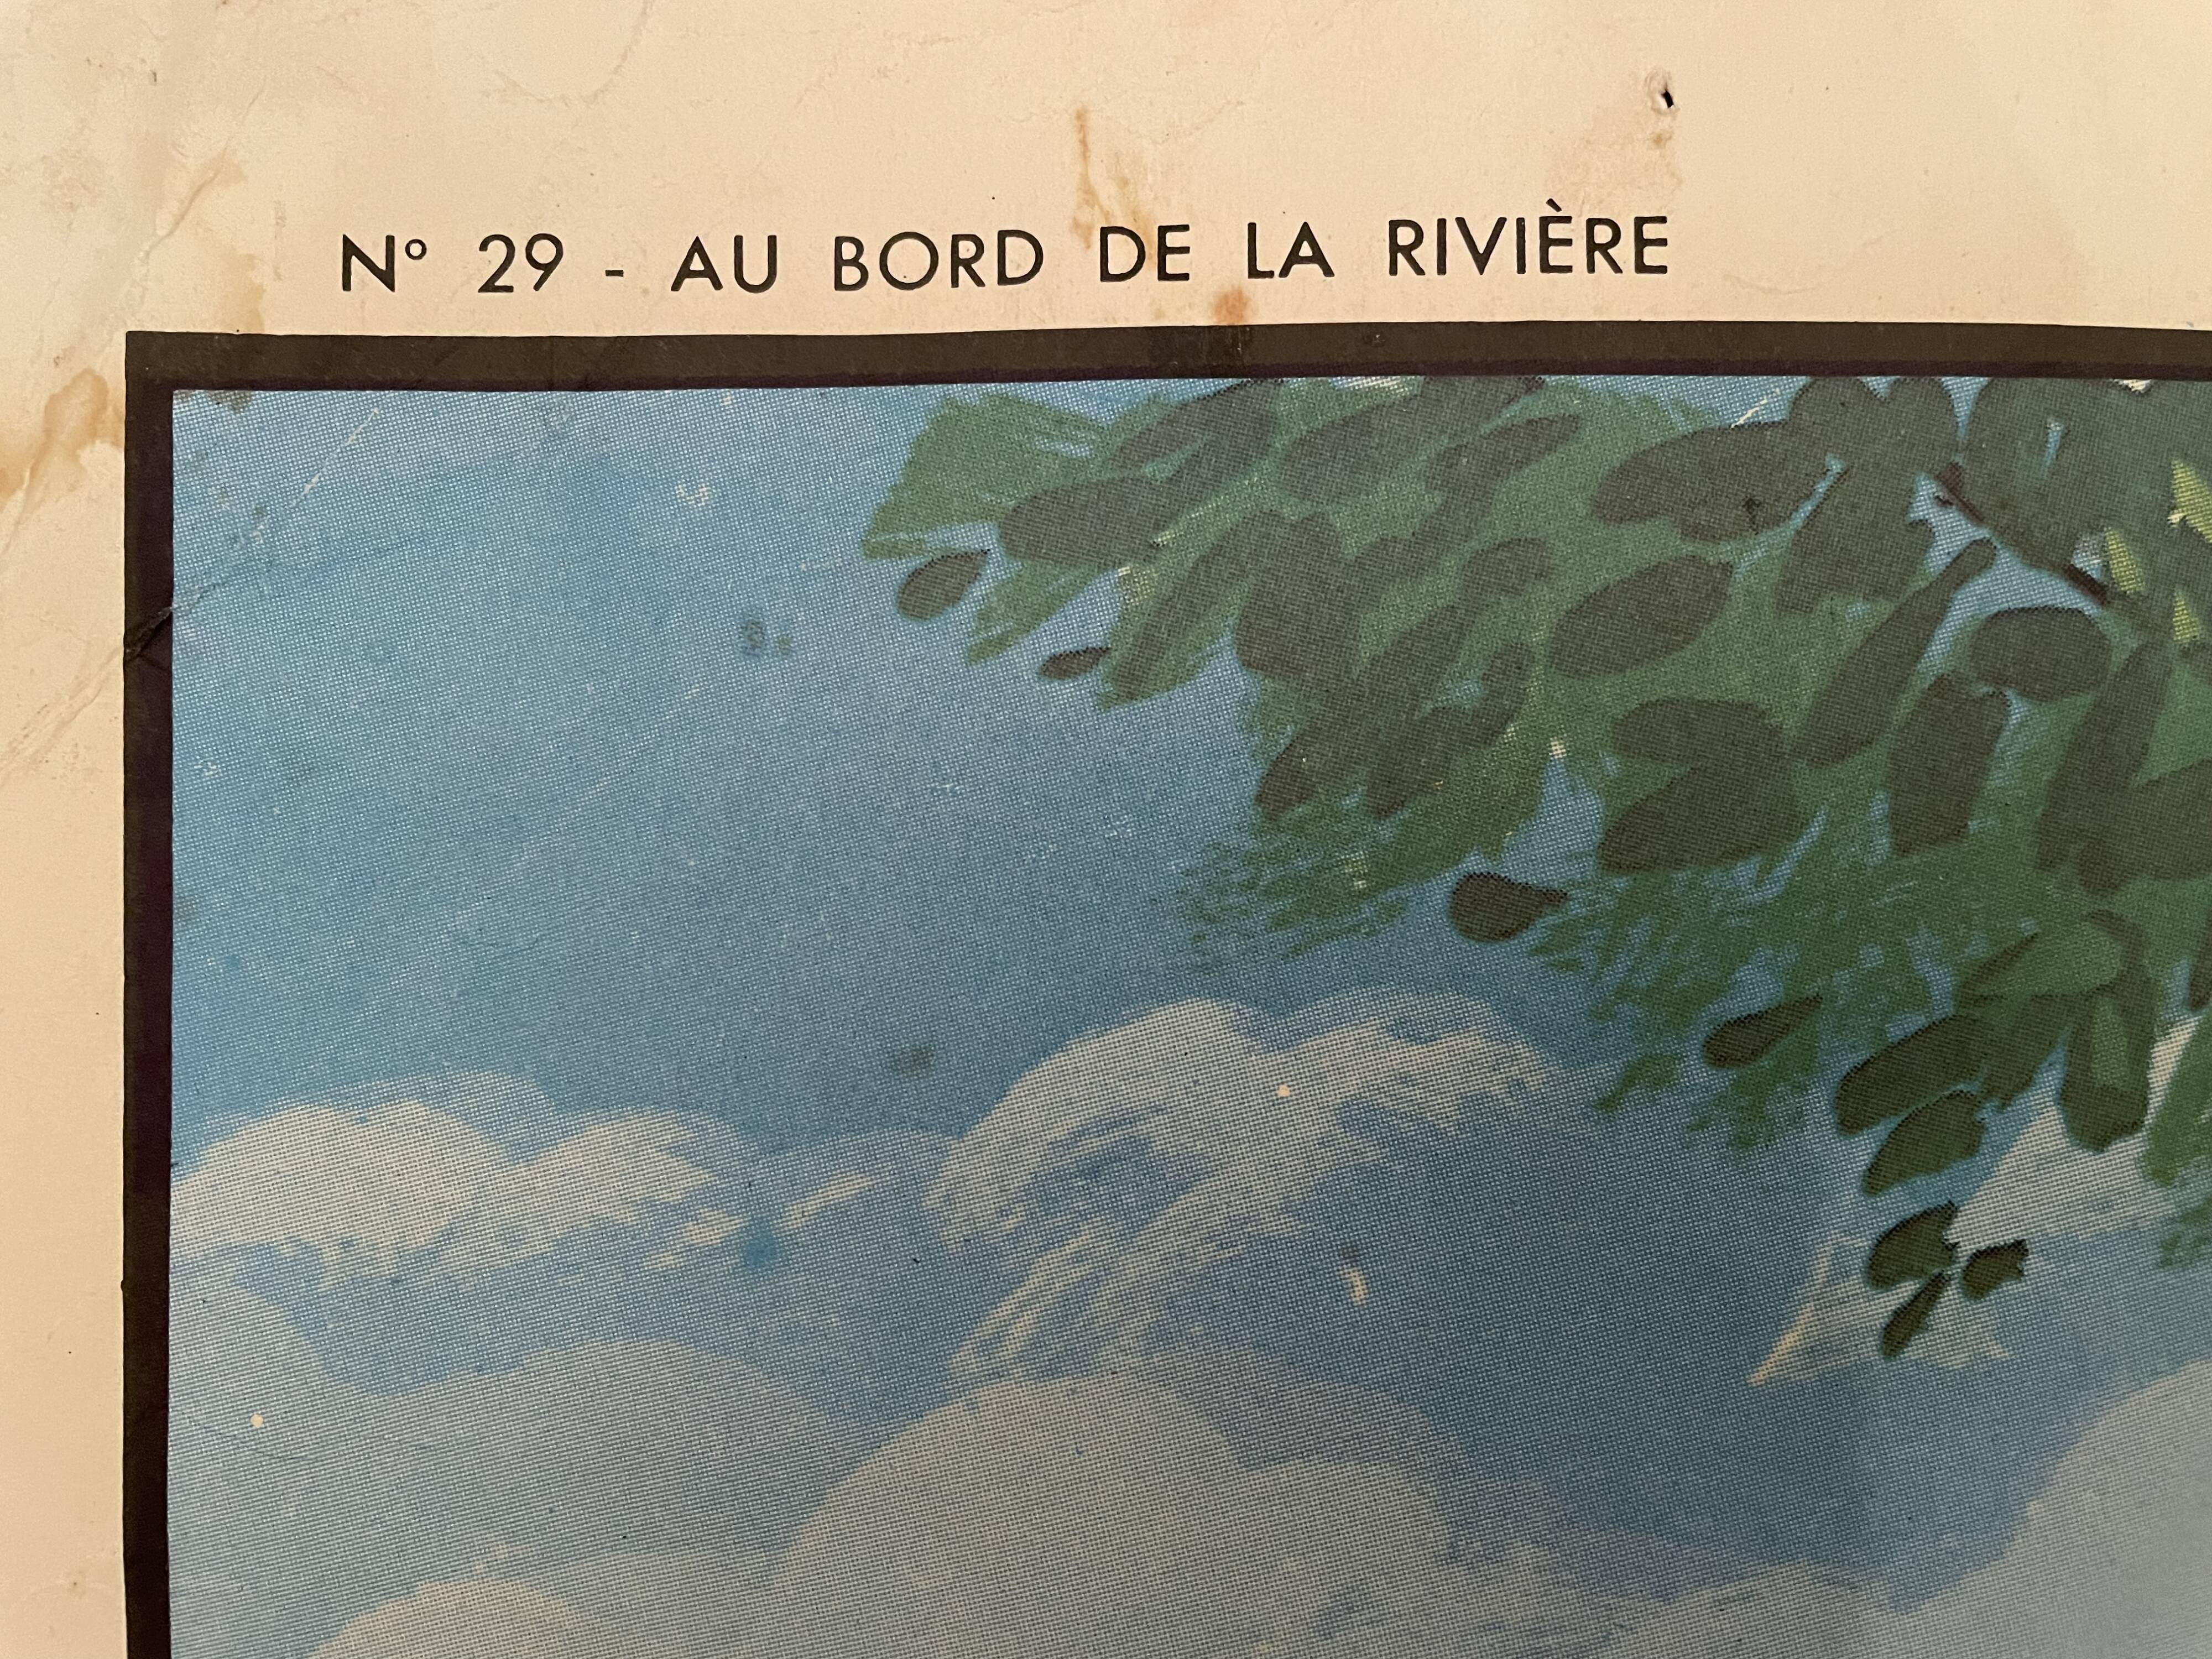 N° 29 - AU BORD DE LA RIVIÈRE